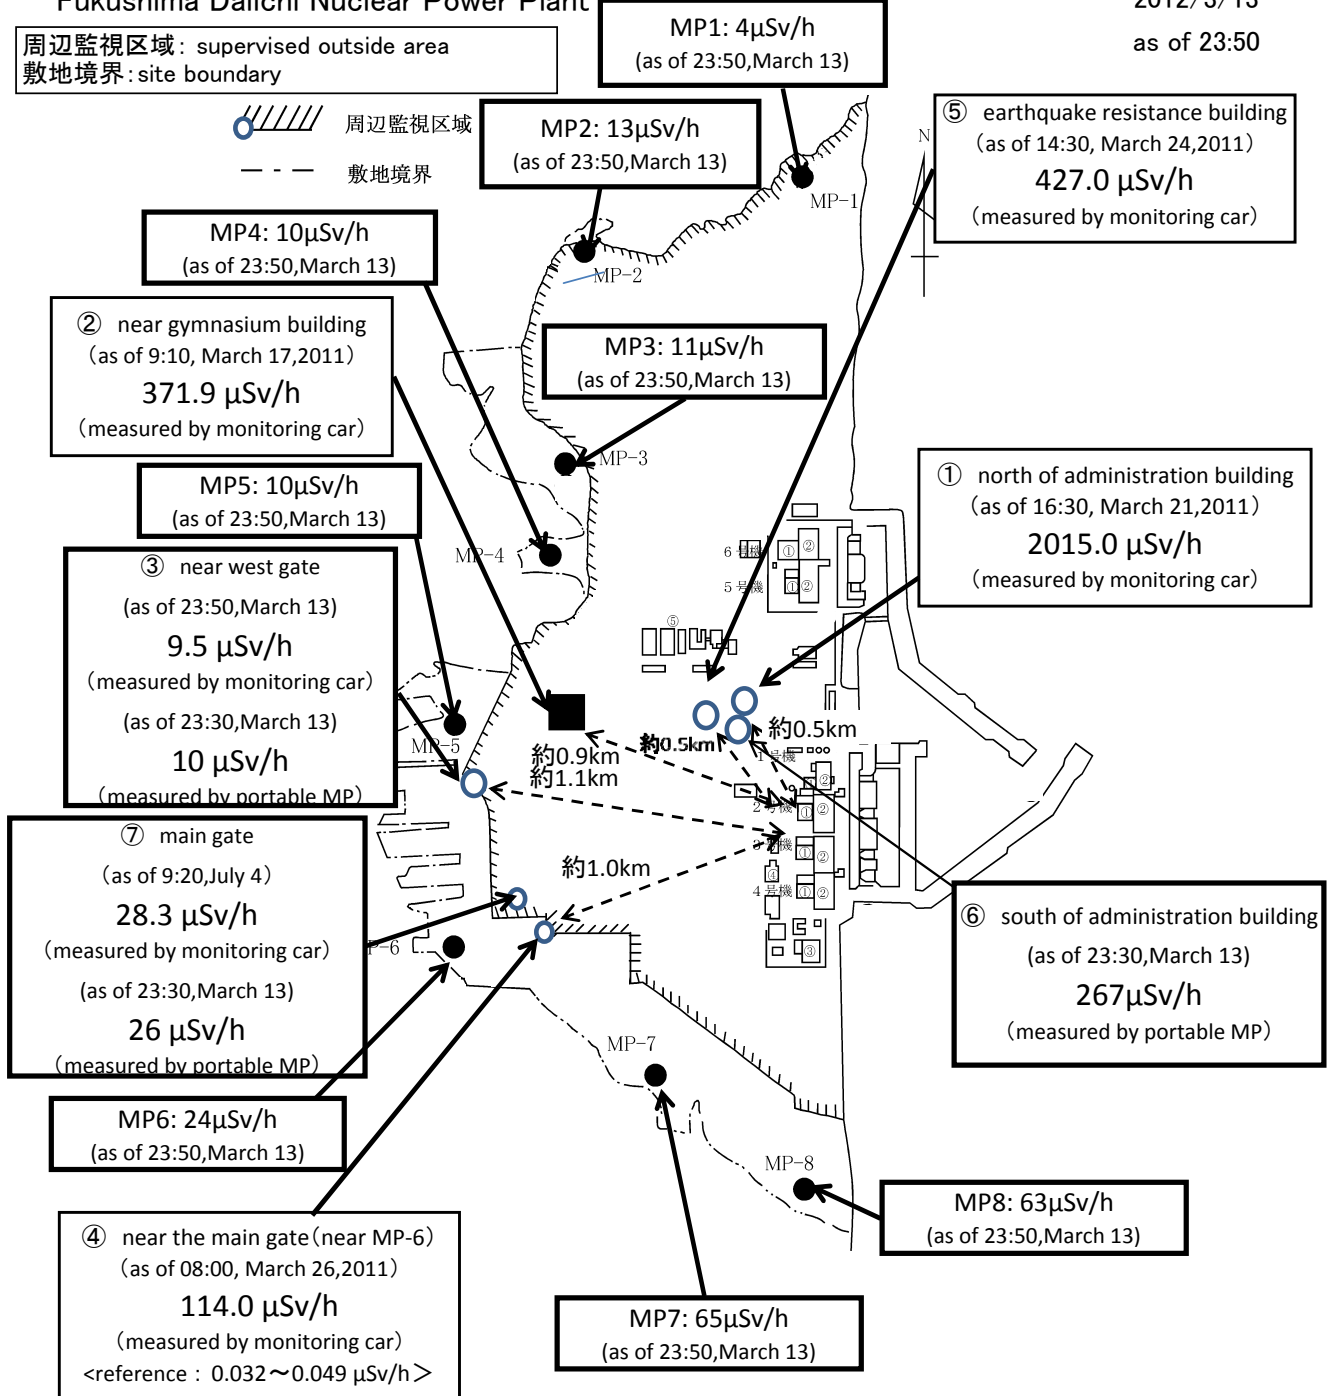 Fukushima Daiichi Nuclear Power Plant
2012/3/13
as of 23:50
周辺監視区域: supervised outside area
敷地境界:site boundary
周辺監視区域
敷地境界
MP1: 4μSv/h
(as of 23:50,March 13)
MP2: 13μSv/h
(as of 23:50,March 13)
⑤ earthquake resistance building
(as of 14:30, March 24,2011)
427.0 μSv/h
(measured by monitoring car)
N
MP-1
MP4: 10μSv/h
(as of 23:50,March 13)
MP-2
② near gymnasium building
(as of 9:10, March 17,2011)
371.9 μSv/h
(measured by monitoring car)
MP3: 11μSv/h
(as of 23:50,March 13)
MP-3
MP5: 10μSv/h
(as of 23:50,March 13)
① north of administration building
(as of 16:30, March 21,2011)
2015.0 μSv/h
(measured by monitoring car)
MP-4
③ near west gate
(as of 23:50,March 13)
9.5 μSv/h
(measured by monitoring car)
(as of 23:30,March 13)
10 μSv/h
(measured by portable MP)
6号機
① ②
5号機
① ②
⑤
MP-5
約0.9km
約1.1km
約0.5km
約0.5km
1号機
②
2号機
① ②
3号機
① ②
④
4号機
① ②
③
約1.0km
⑦ main gate
(as of 9:20,July 4)
28.3 μSv/h
(measured by monitoring car)
(as of 23:30,March 13)
26 μSv/h
(measured by portable MP)
P-6
⑥ south of administration building
(as of 23:30,March 13)
267μSv/h
(measured by portable MP)
MP-7
MP6: 24μSv/h
(as of 23:50,March 13)
MP-8
MP8: 63μSv/h
(as of 23:50,March 13)
④ near the main gate(near MP-6)
(as of 08:00, March 26,2011)
114.0 μSv/h
(measured by monitoring car)
<reference : 0.032～0.049 μSv/h＞
MP7: 65μSv/h
(as of 23:50,March 13)